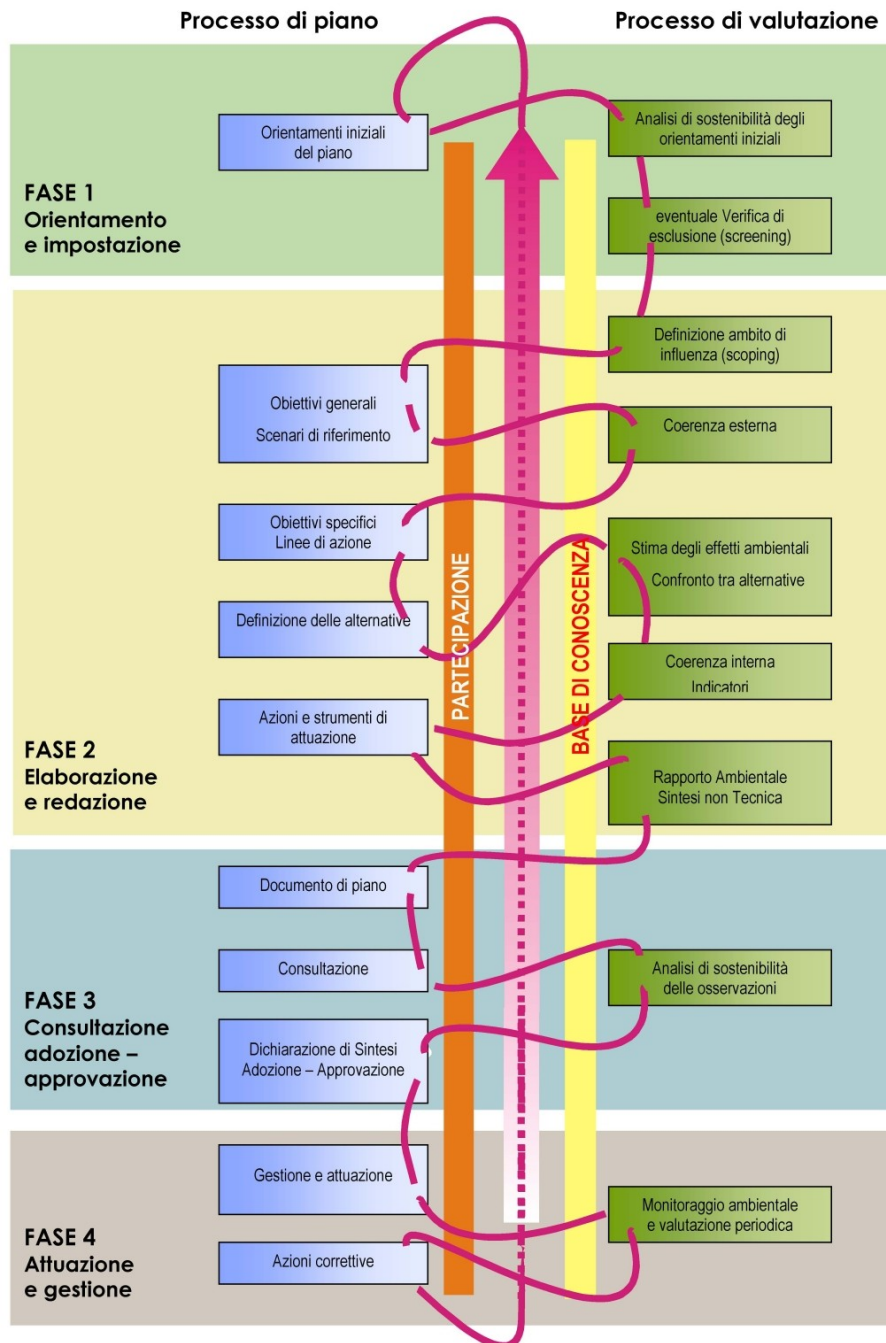 Processo di piano
Processo di valutazione
FASE 1
Orientamento
e impostazione
Orientamenti iniziali
del piano
Analisi di sostenibilità degli
orientamenti iniziali
eventuale Verifica di
esclusione (screening)
FASE 2
Elaborazione
e redazione
Definizione ambito di
influenza (scoping)
Obiettivi generali
Scenari di riferimento
Coerenza esterna
Obiettivi specifici
Linee di azione
Stima degli effetti ambientali
Confronto tra alternative
Definizione delle alternative
Coerenza interna
Indicatori
Azioni e strumenti di
attuazione
Rapporto Ambientale
Sintesi non Tecnica
PARTECIPAZIONE
BASE DI CONOSCENZA
FASE 3
Consultazione
adozione –
approvazione
Documento di piano
Consultazione
Analisi di sostenibilità
delle osservazioni
Dichiarazione di Sintesi
Adozione – Approvazione
FASE 4
Attuazione
e gestione
Gestione e attuazione
Monitoraggio ambientale
e valutazione periodica
Azioni correttive